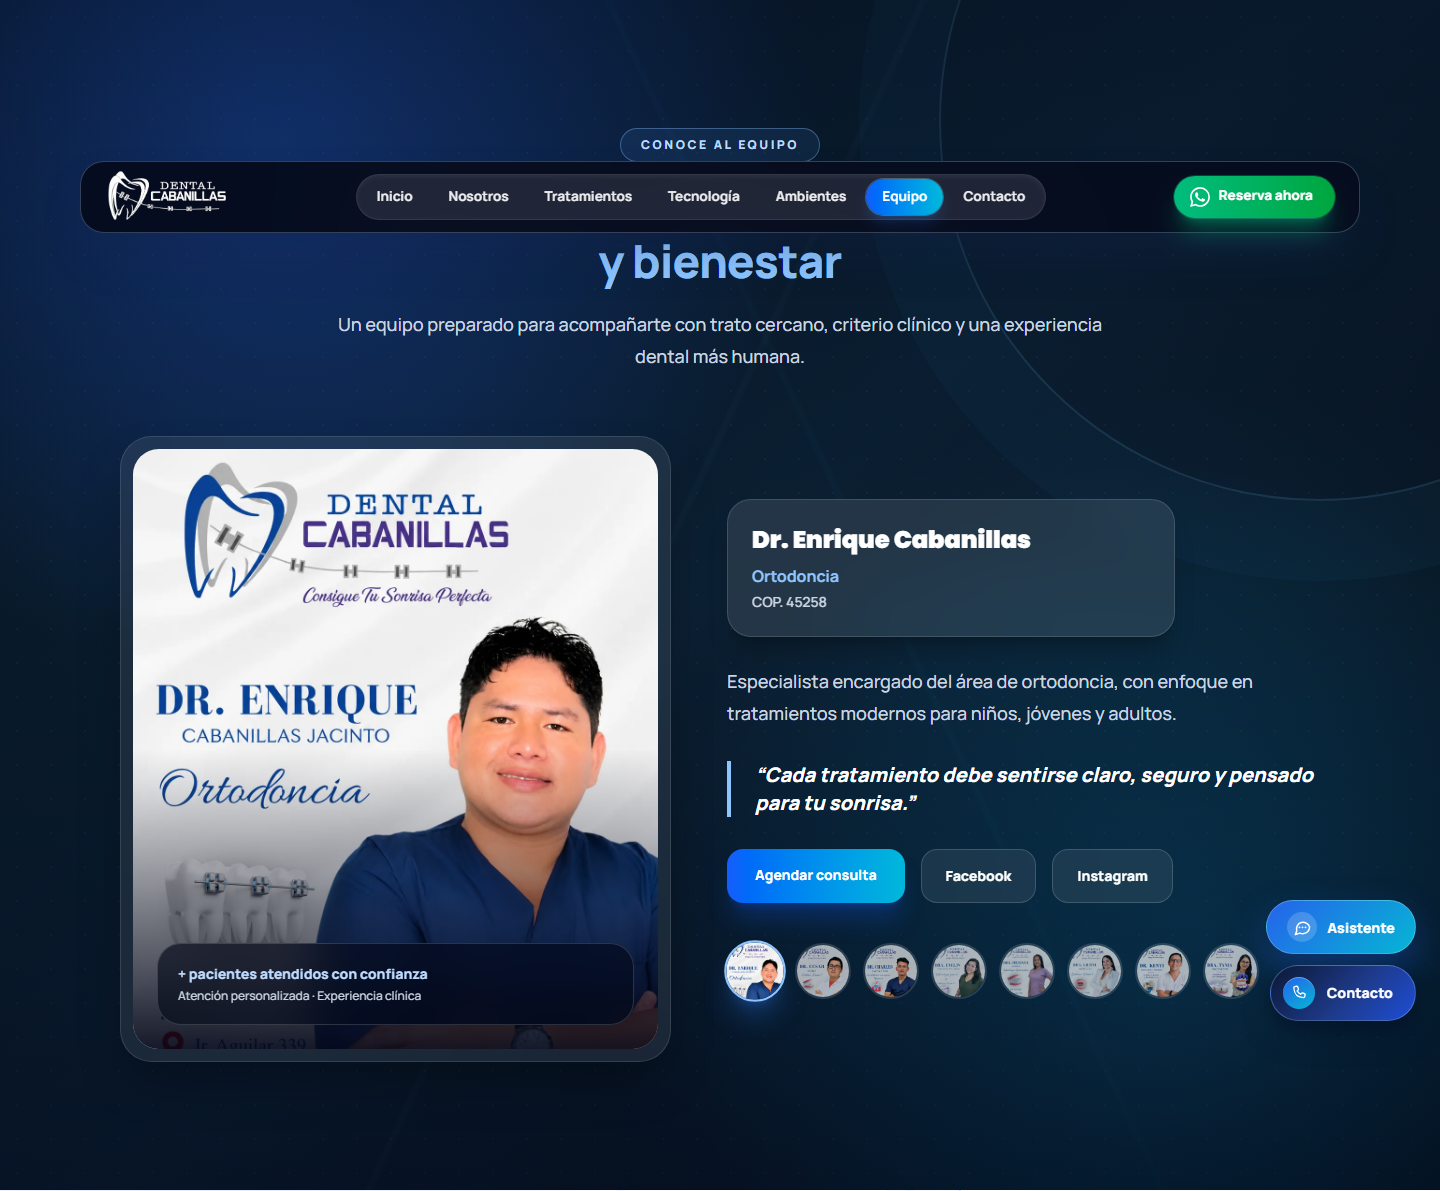 CONOCE AL EQUIPO
DENTAL
CABANILLAS
Inicio
Nosotros
Tratamientos
Tecnología
Ambientes
Equipo
Contacto
Reserva ahora
y bienestar
Un equipo preparado para acompañarte con trato cercano, criterio clínico y una experiencia
dental más humana.
DENTAL
CABANILLAS
Consigue Tu Sonrisa Perfecta
DR. ENRIQUE
CABANILLAS JACINTO
Ortodoncia
+ pacientes atendidos con confianza
Atención personalizada · Experiencia clínica
Jr. Aguilar 339
Dr. Enrique Cabanillas
Ortodoncia
COP. 45258
Especialista encargado del área de ortodoncia, con enfoque en
tratamientos modernos para niños, jóvenes y adultos.
“Cada tratamiento debe sentirse claro, seguro y pensado
para tu sonrisa.”
Agendar consulta
Facebook
Instagram
Asistente
Contacto